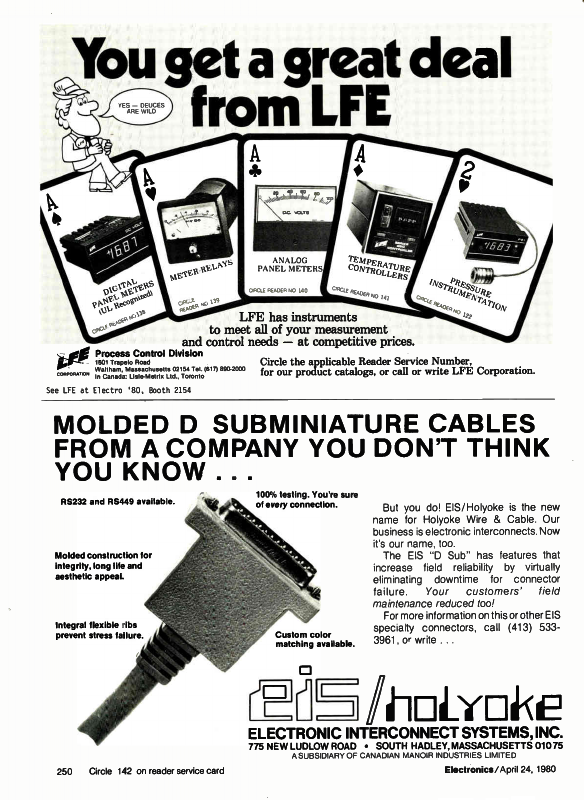 You get a great deal
from LFE
YES — DEUCES
ARE WILD
A
DIGITAL
PANEL METERS
(UL Recognized)
CIRCLE READER NO 138
A
METER-RELAYS
CIRCLE
READER NO 139
A
D.C. VOLTS
ANALOG
PANEL METERS
CIRCLE READER NO 140
A
TEMPERATURE
CONTROLLERS
CIRCLE READER NO 141
2
PRESSURE
INSTRUMENTATION
CIRCLE READER NO 122
LFE has instruments
to meet all of your measurement
and control needs — at competitive prices.
LFE
CORPORATION
Process Control Division
1601 Trapelo Road
Waltham, Massachusetts 02154 Tel. (617) 890-2000
In Canada: Lisle-Metrix Ltd., Toronto
Circle the applicable Reader Service Number,
for our product catalogs, or call or write LFE Corporation.
See LFE at Electro '80, Booth 2154
MOLDED D SUBMINIATURE CABLES
FROM A COMPANY YOU DON'T THINK
YOU KNOW . . .
RS232 and RS449 available.
100% testing. You're sure
of every connection.
Molded construction for
integrity, long life and
aesthetic appeal.
Integral flexible ribs
prevent stress failure.
Custom color
matching available.
But you do! EIS/Holyoke is the new
name for Holyoke Wire & Cable. Our
business is electronic interconnects. Now
it's our name, too.
The EIS "D Sub" has features that
increase field reliability by virtually
eliminating downtime for connector
failure. Your customers' field
maintenance reduced too!
For more information on this or other EIS
specialty connectors, call (413) 533-
3961, or write . . .
eis/holyoke
ELECTRONIC INTERCONNECT SYSTEMS, INC.
775 NEW LUDLOW ROAD • SOUTH HADLEY, MASSACHUSETTS 01075
A SUBSIDIARY OF CANADIAN MANOIR INDUSTRIES LIMITED
250 Circle 142 on reader service card
Electronics/April 24, 1980